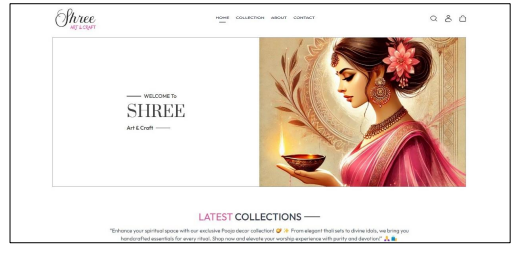 Shree
ART & CRAFT
HOME COLLECTION ABOUT CONTACT
WELCOME To
SHREE
Art & Craft
LATEST COLLECTIONS
"Enhance your spiritual space with our exclusive Pooja decor collection! 🪔 ✨ From elegant thali sets to divine idols, we bring you
handcrafted essentials for every ritual. Shop now and elevate your worship experience with purity and devotion!" 🙏 🛍️